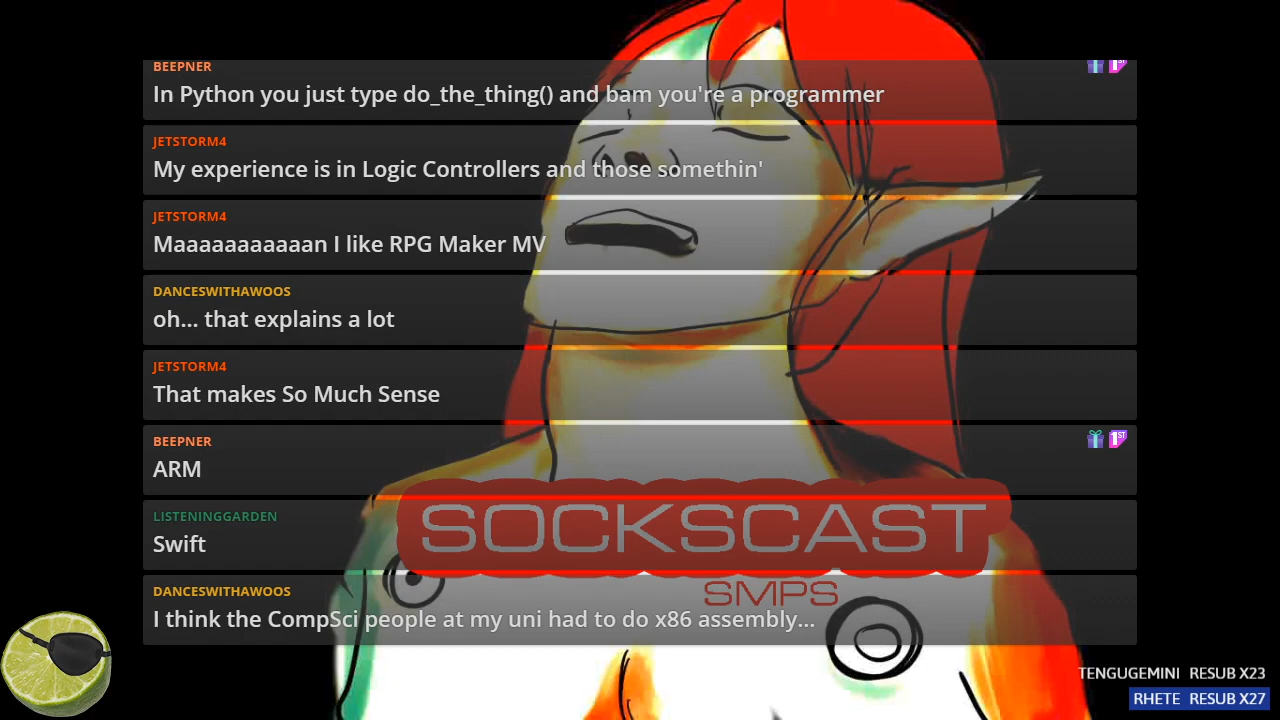 BEEPNER
In Python you just type do_the_thing() and bam you're a programmer
JETSTORM4
My experience is in Logic Controllers and those somethin'
JETSTORM4
Maaaaaaaaaaan I like RPG Maker MV
DANCESWITHAWOOS
oh... that explains a lot
JETSTORM4
That makes So Much Sense
BEEPNER
1ST
ARM
LISTENINGGARDEN
Swift
SOCKSCAST
SMPS
DANCESWITHAWOOS
I think the CompSci people at my uni had to do x86 assembly...
TENGUGEMINI RESUB X23
RHETE RESUB X27